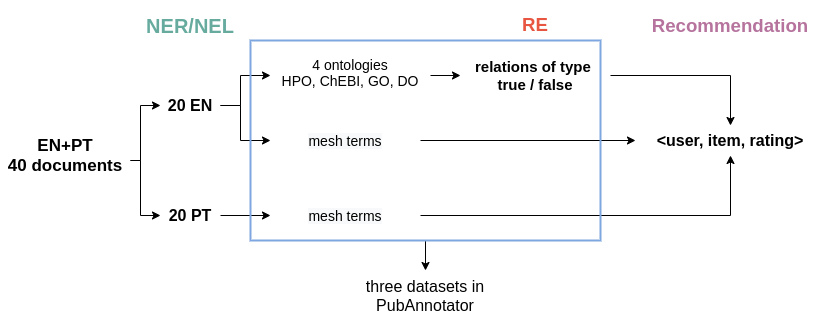 NER/NEL
RE
Recommendation
4 ontologies
HPO, ChEBI, GO, DO
relations of type
true / false
20 EN
EN+PT
40 documents
mesh terms
<user, item, rating>
20 PT
mesh terms
three datasets in
PubAnnotator